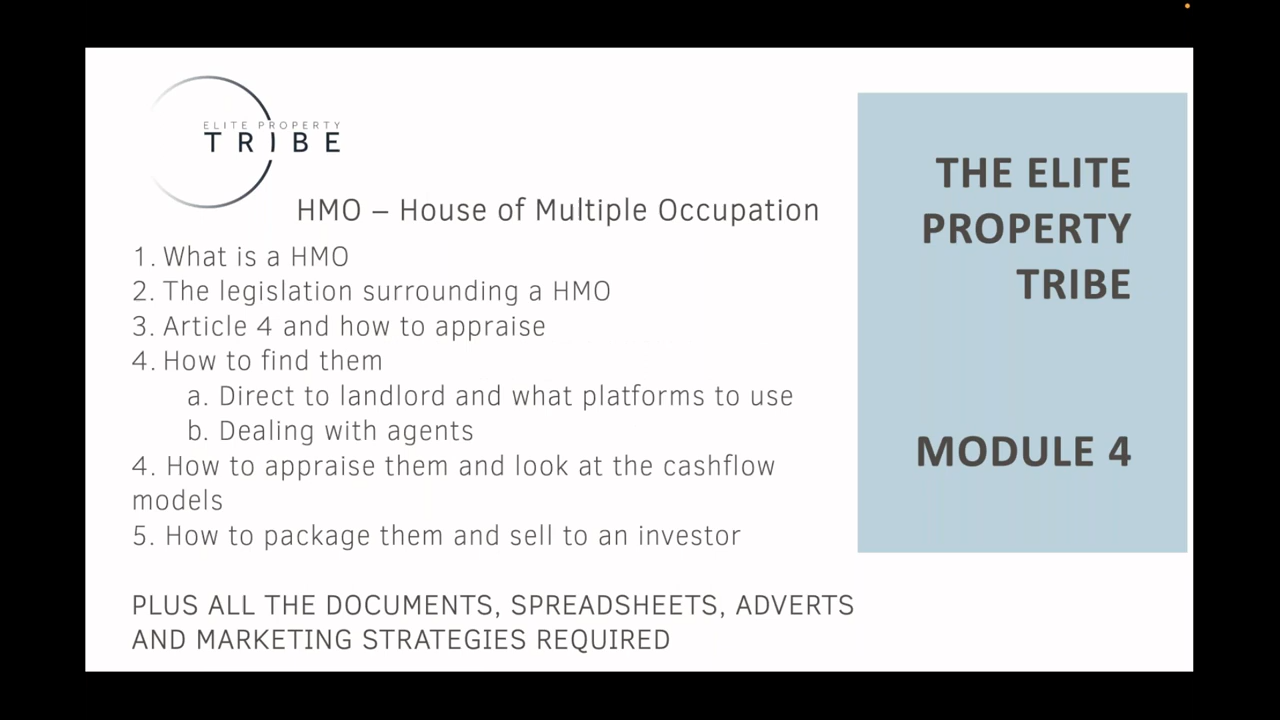 ELITE PROPERTY
TRIBE
HMO – House of Multiple Occupation
1. What is a HMO
2. The legislation surrounding a HMO
3. Article 4 and how to appraise
4. How to find them
a. Direct to landlord and what platforms to use
b. Dealing with agents
4. How to appraise them and look at the cashflow
models
5. How to package them and sell to an investor
PLUS ALL THE DOCUMENTS, SPREADSHEETS, ADVERTS
AND MARKETING STRATEGIES REQUIRED
THE ELITE
PROPERTY
TRIBE
MODULE 4